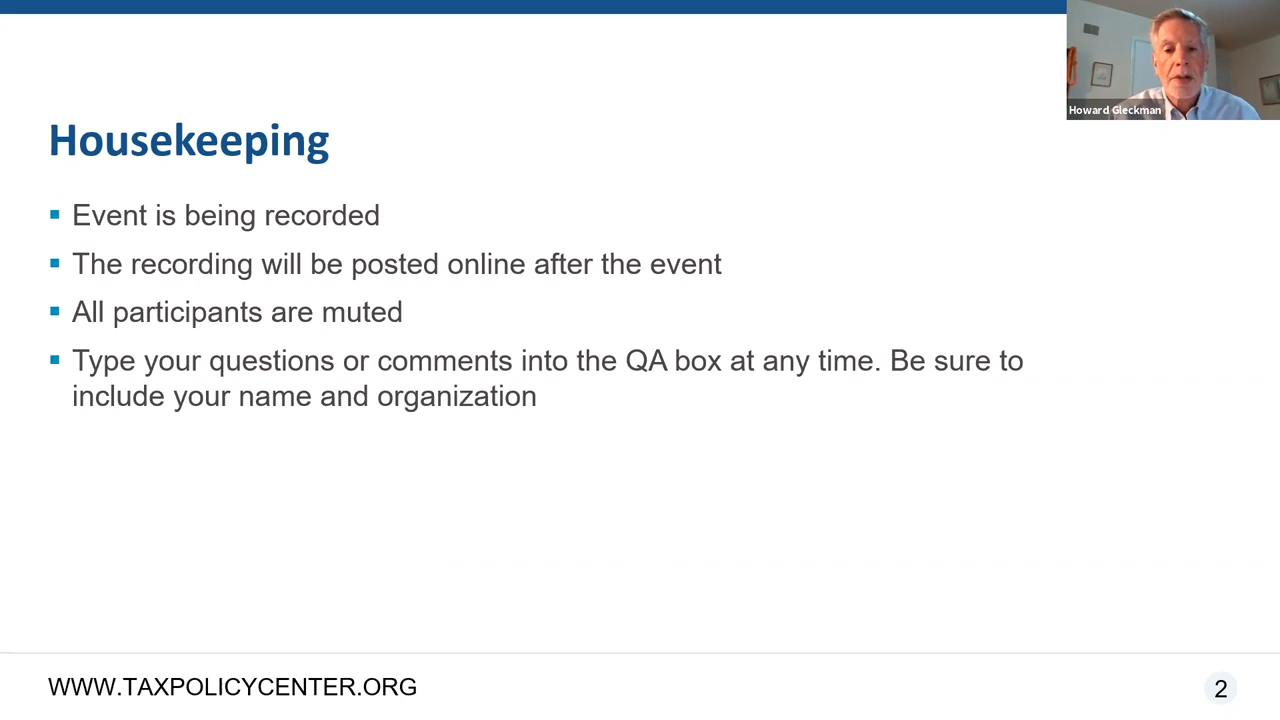 Howard Gleckman
Housekeeping
Event is being recorded
The recording will be posted online after the event
All participants are muted
Type your questions or comments into the QA box at any time. Be sure to
include your name and organization
WWW.TAXPOLICYCENTER.ORG
2